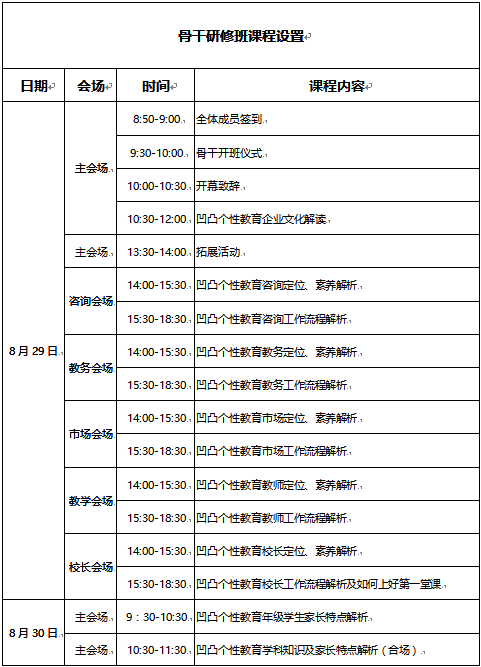 骨干研修班课程设置
日期 会场 时间 课程内容
8月29日 主会场 8:50-9:00 全体成员签到
9:30-10:00 骨干开班仪式
10:00-10:30 开幕致辞
10:30-12:00 凹凸个性教育企业文化解读
主会场 13:30-14:00 拓展活动
咨询会场 14:00-15:30 凹凸个性教育咨询定位、素养解析
15:30-18:30 凹凸个性教育咨询工作流程解析
教务会场 14:00-15:30 凹凸个性教育教务定位、素养解析
15:30-18:30 凹凸个性教育教务工作流程解析
市场会场 14:00-15:30 凹凸个性教育市场定位、素养解析
15:30-18:30 凹凸个性教育市场工作流程解析
教学会场 14:00-15:30 凹凸个性教育教师定位、素养解析
15:30-18:30 凹凸个性教育教师工作流程解析
校长会场 14:00-15:30 凹凸个性教育校长定位、素养解析
15:30-18:30 凹凸个性教育校长工作流程解析及如何上好第一堂课
8月30日 主会场 9：30-10:30 凹凸个性教育年级学生家长特点解析
主会场 10:30-11:30 凹凸个性教育学科知识及家长特点解析（合场）